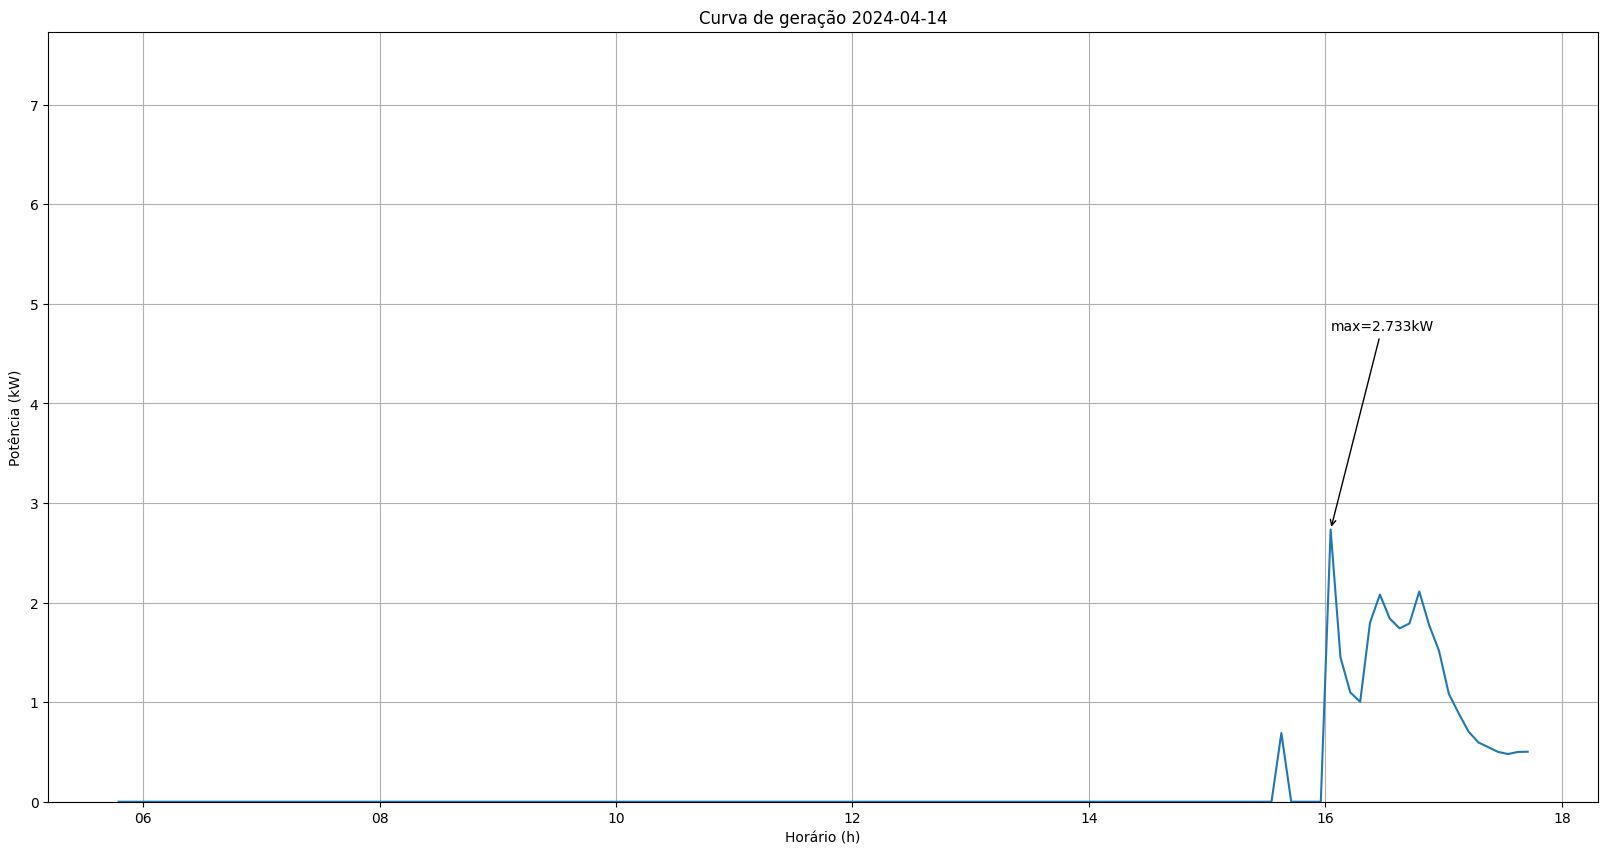 Curva de geração 2024-04-14
7
6
5
max=2.733kW
4
Potência (kW)
3
2
1
0
06 08 10 12 14 16 18
Horário (h)